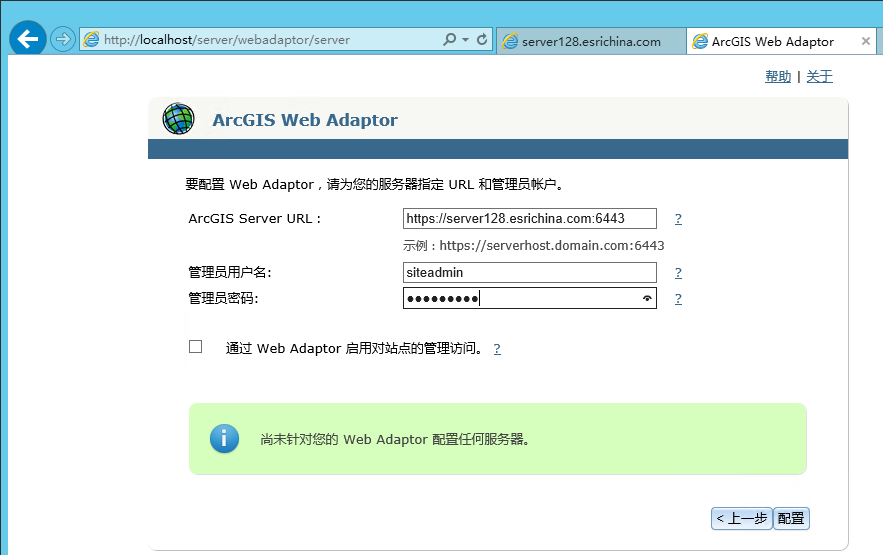 http://localhost/server/webadaptor/server
server128.esrichina.com
ArcGIS Web Adaptor
帮助 | 关于
ArcGIS Web Adaptor
要配置 Web Adaptor，请为您的服务器指定 URL 和管理员帐户。
ArcGIS Server URL： https://server128.esrichina.com:6443 ?
示例：https://serverhost.domain.com:6443
管理员用户名: siteadmin ?
管理员密码: ●●●●●●●●● ?
通过 Web Adaptor 启用对站点的管理访问。 ?
尚未针对您的 Web Adaptor 配置任何服务器。
< 上一步 配置